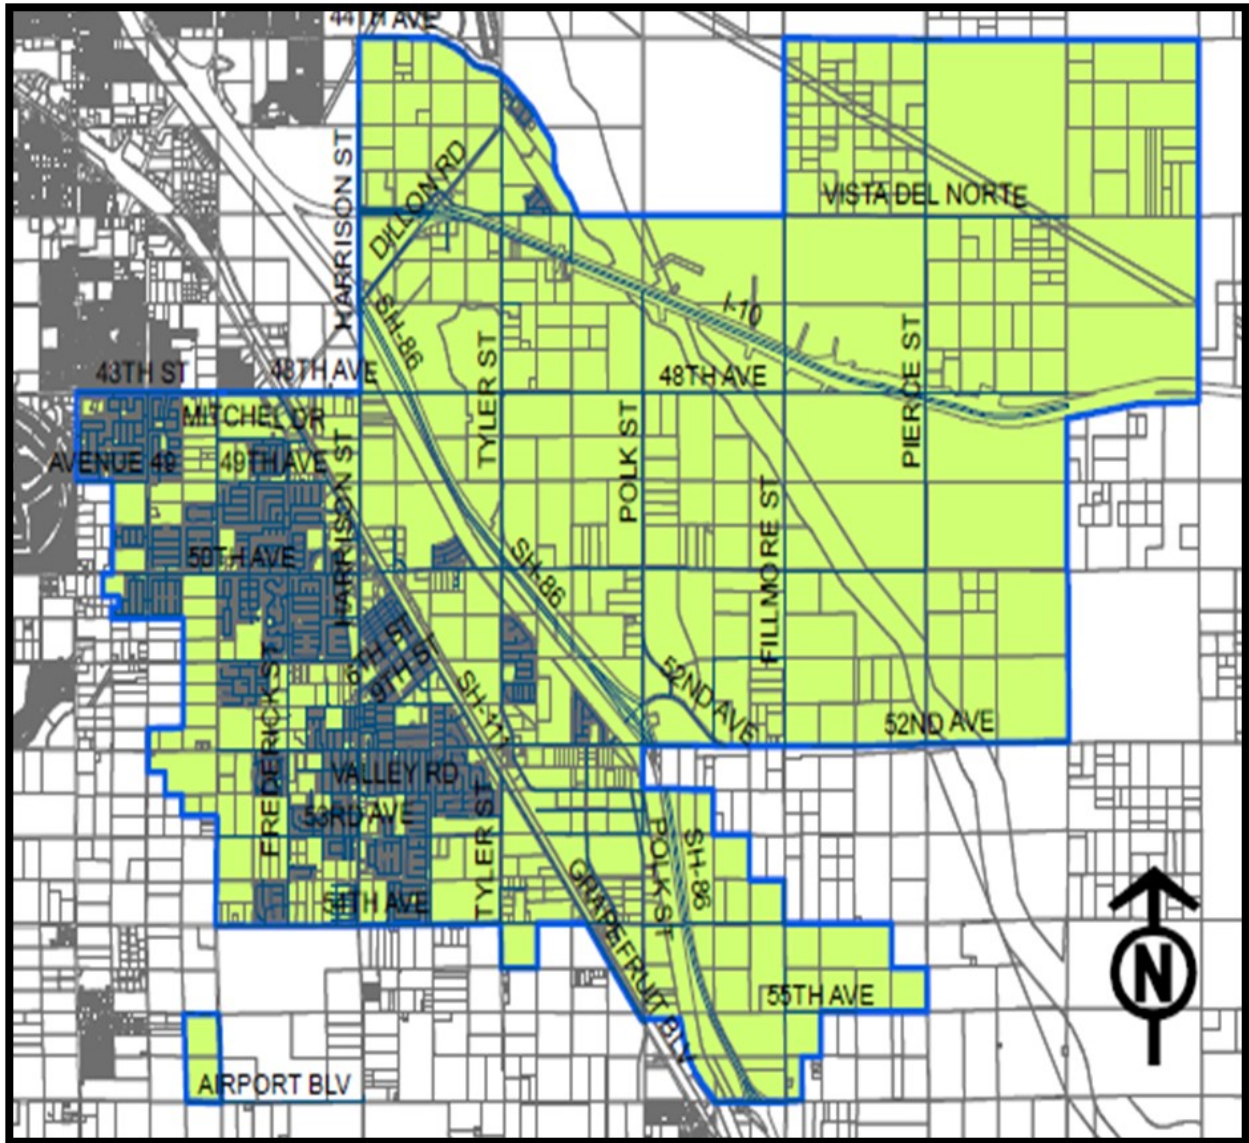 44TH AVE
HARRISON ST
DILLON RD
VISTA DEL NORTE
SH-86
I-10
TYLER ST
PIERCE ST
48TH AVE
48TH AVE
MITCHEL DR
AVENUE 49
49TH AVE
HARRISON ST
POLK ST
FILLMORE ST
50TH AVE
SH-86
6TH ST
9TH ST
SH-111
52ND AVE
52ND AVE
FREDERICK ST
VALLEY RD
53RD AVE
TYLER ST
POLK ST
SH-86
54TH AVE
GRAPEFRUIT BLV
55TH AVE
AIRPORT BLV
N